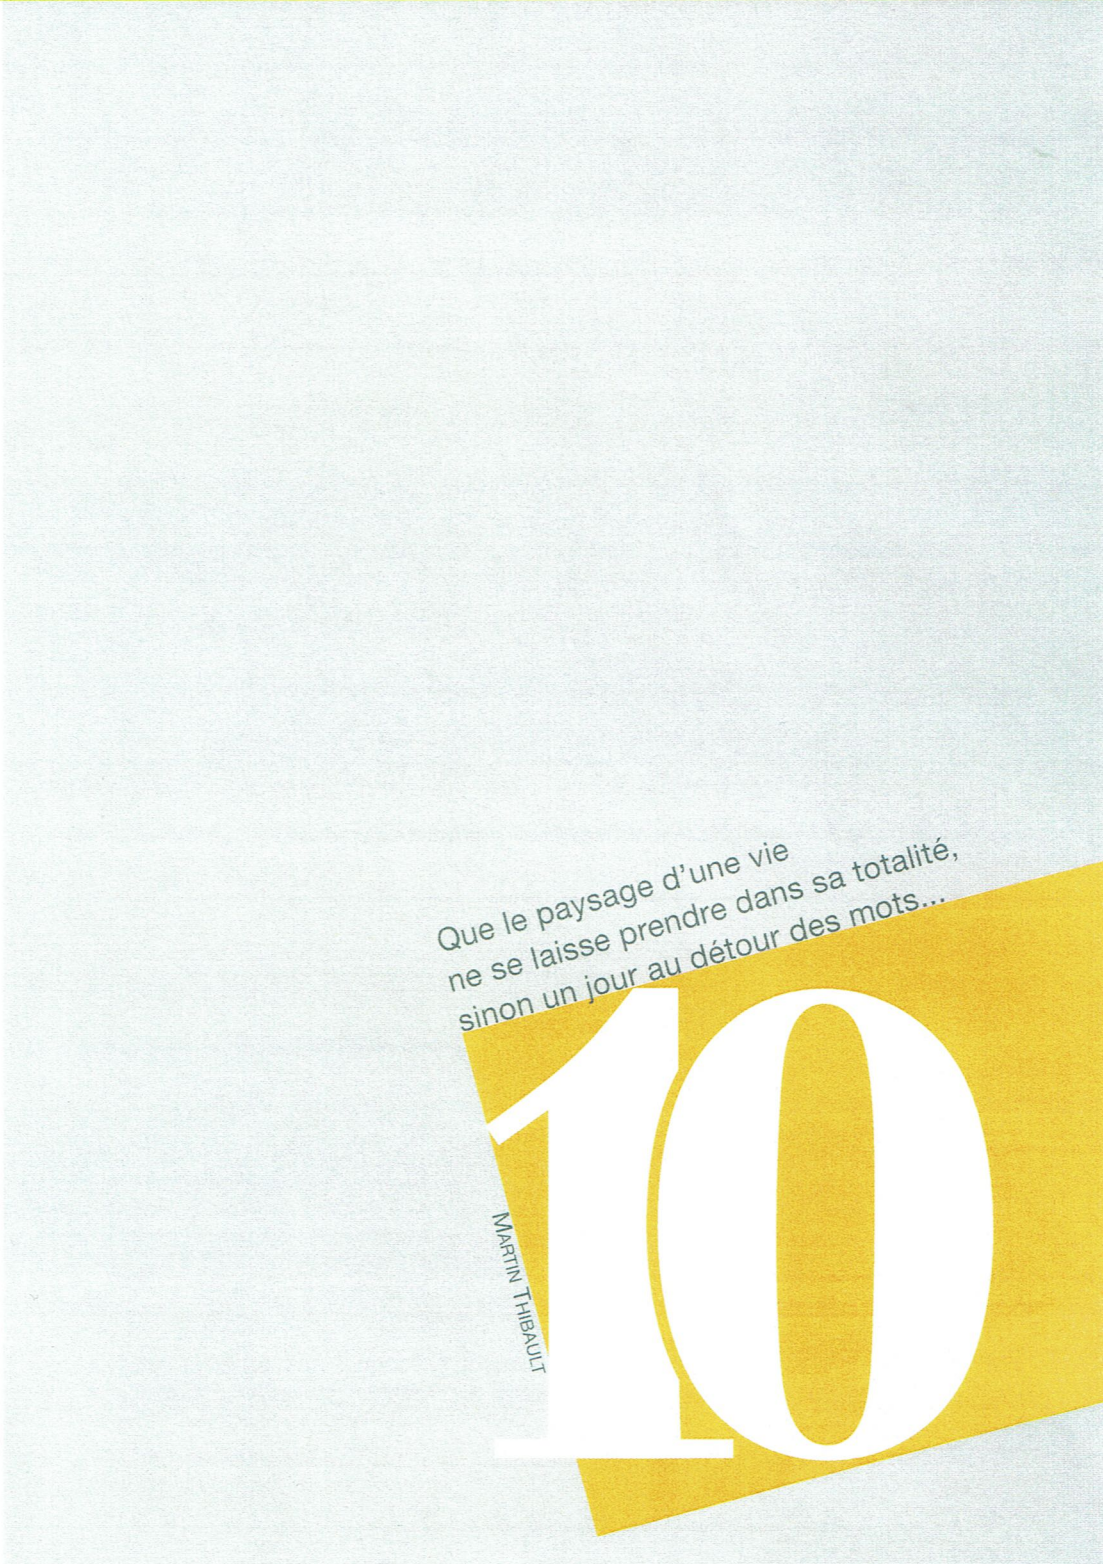 Que le paysage d'une vie
ne se laisse prendre dans sa totalité,
sinon un jour au détour des mots...
10
MARTIN THIBAULT